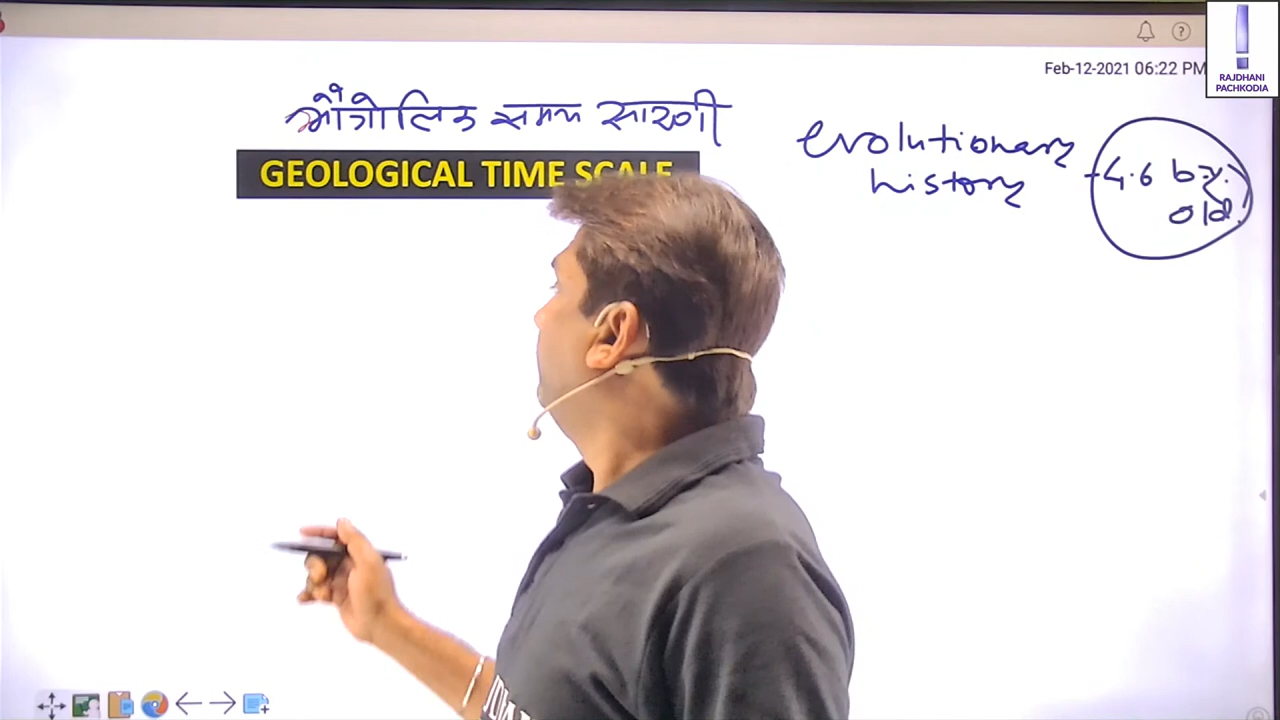 RAJDHANI
PACHKODIA
Feb-12-2021 06:22 PM
भौगोलिक समय सारणी
GEOLOGICAL TIME SCALE
evolutionary
history
4.6 b.y.
old.